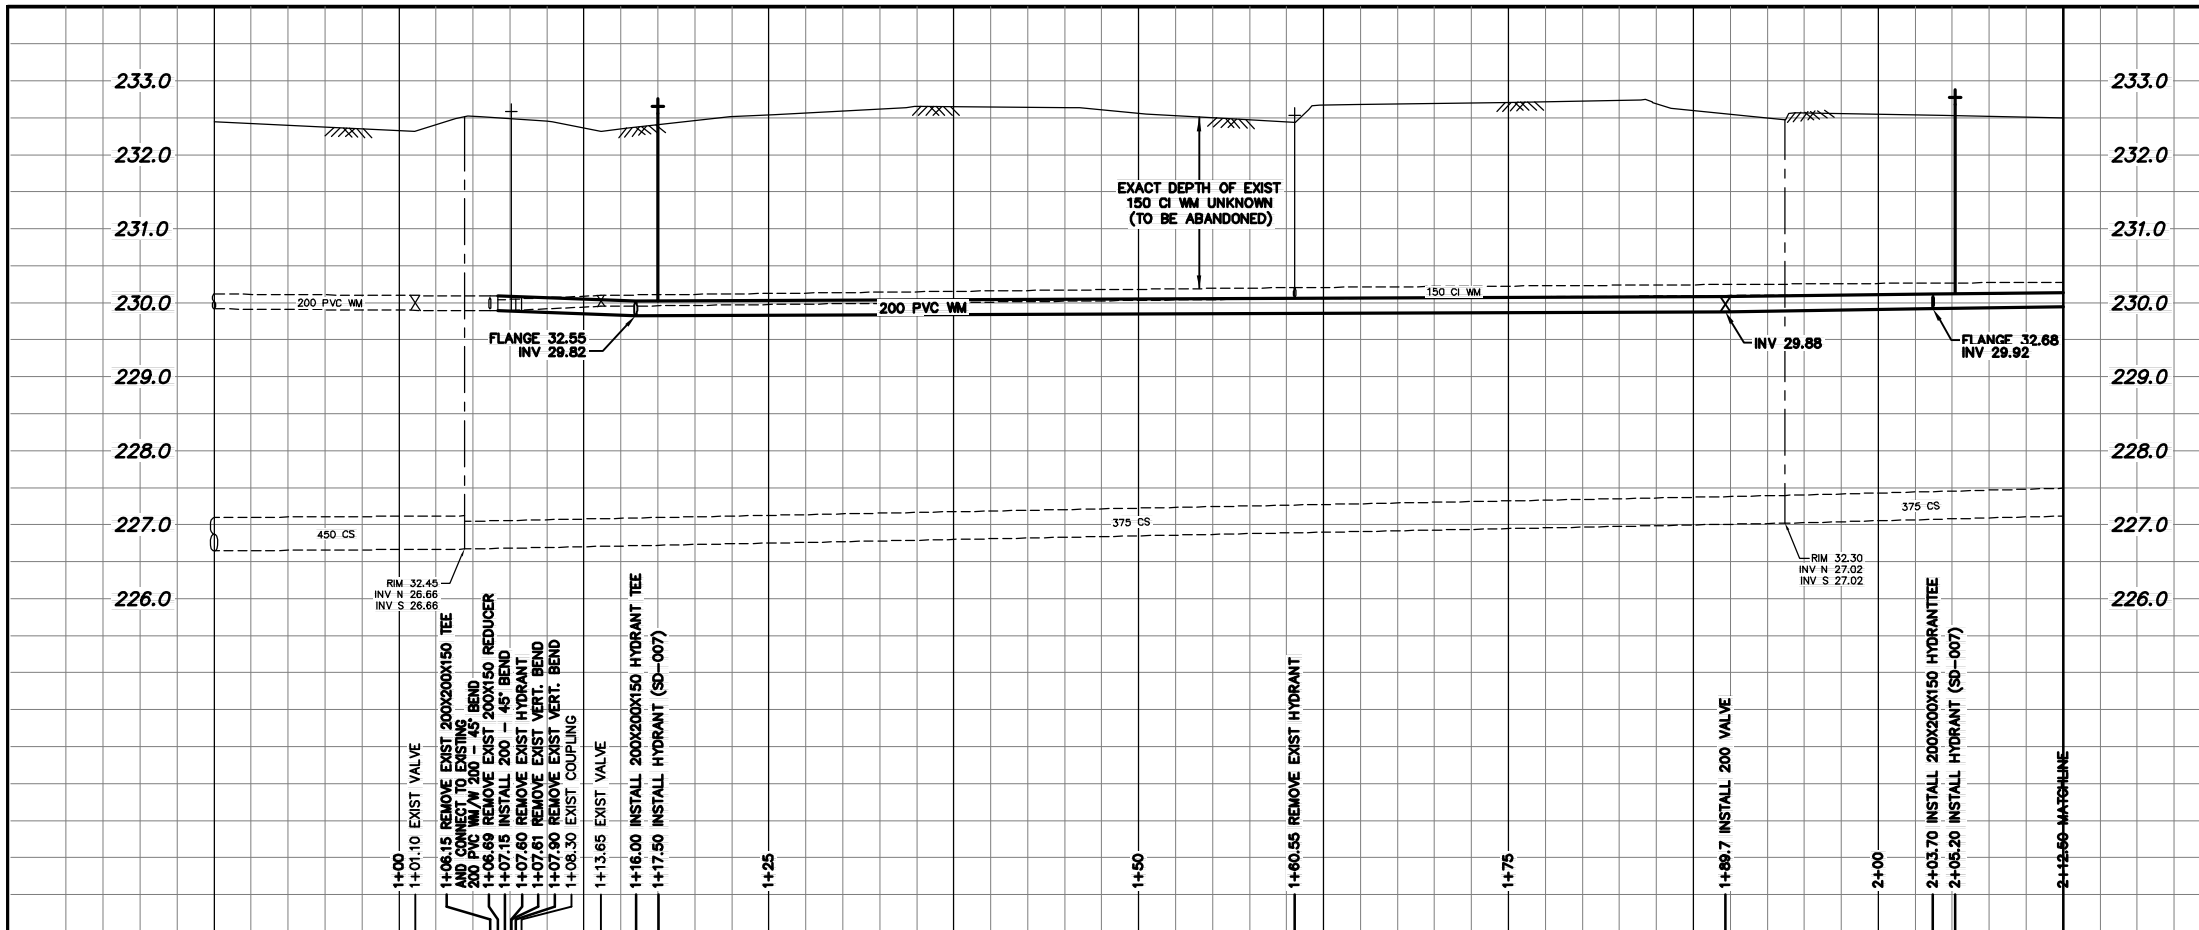 233.0
233.0
232.0
232.0
EXACT DEPTH OF EXIST
150 CI WM UNKNOWN
(TO BE ABANDONED)
231.0
231.0
230.0
200 PVC WM
200 PVC WM
150 CI WM
230.0
FLANGE 32.55
INV 29.82
INV 29.88
FLANGE 32.68
INV 29.92
229.0
229.0
228.0
228.0
227.0
450 CS
375 CS
375 CS
227.0
RIM 32.45
INV N 26.66
INV S 26.66
RIM 32.30
INV N 27.02
INV S 27.02
226.0
226.0
1+00
1+01.10 EXIST VALVE
1+06.15 REMOVE EXIST 200X200X150 TEE
AND CONNECT TO EXISTING
200 PVC WM/W 200 - 45° BEND
1+06.69 REMOVE EXIST 200X150 REDUCER
1+07.15 INSTALL 200 - 45° BEND
1+07.60 REMOVE EXIST HYDRANT
1+07.61 REMOVE EXIST VERT. BEND
1+07.90 REMOVE EXIST VERT. BEND
1+08.30 EXIST COUPLING
1+13.65 EXIST VALVE
1+16.00 INSTALL 200X200X150 HYDRANT TEE
1+17.50 INSTALL HYDRANT (SD-007)
1+25
1+50
1+60.55 REMOVE EXIST HYDRANT
1+75
1+89.7 INSTALL 200 VALVE
2+00
2+03.70 INSTALL 200X200X150 HYDRANTTEE
2+05.20 INSTALL HYDRANT (SD-007)
2+12.50 MATCHLINE